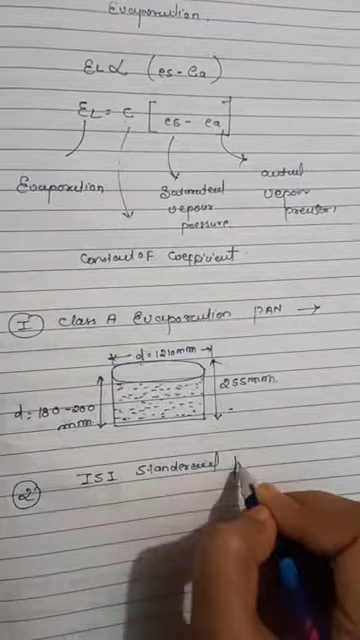 Evaporation.
EL ∝ (es - ea)
EL = c [es - ea]
Evaporation
Saturated vapour pressure
actual vapour pressure
Constant of coefficient
① Class A Evaporation PAN →
d = 1210mm
255mm.
d = 180-200 mm
② ISI Standered